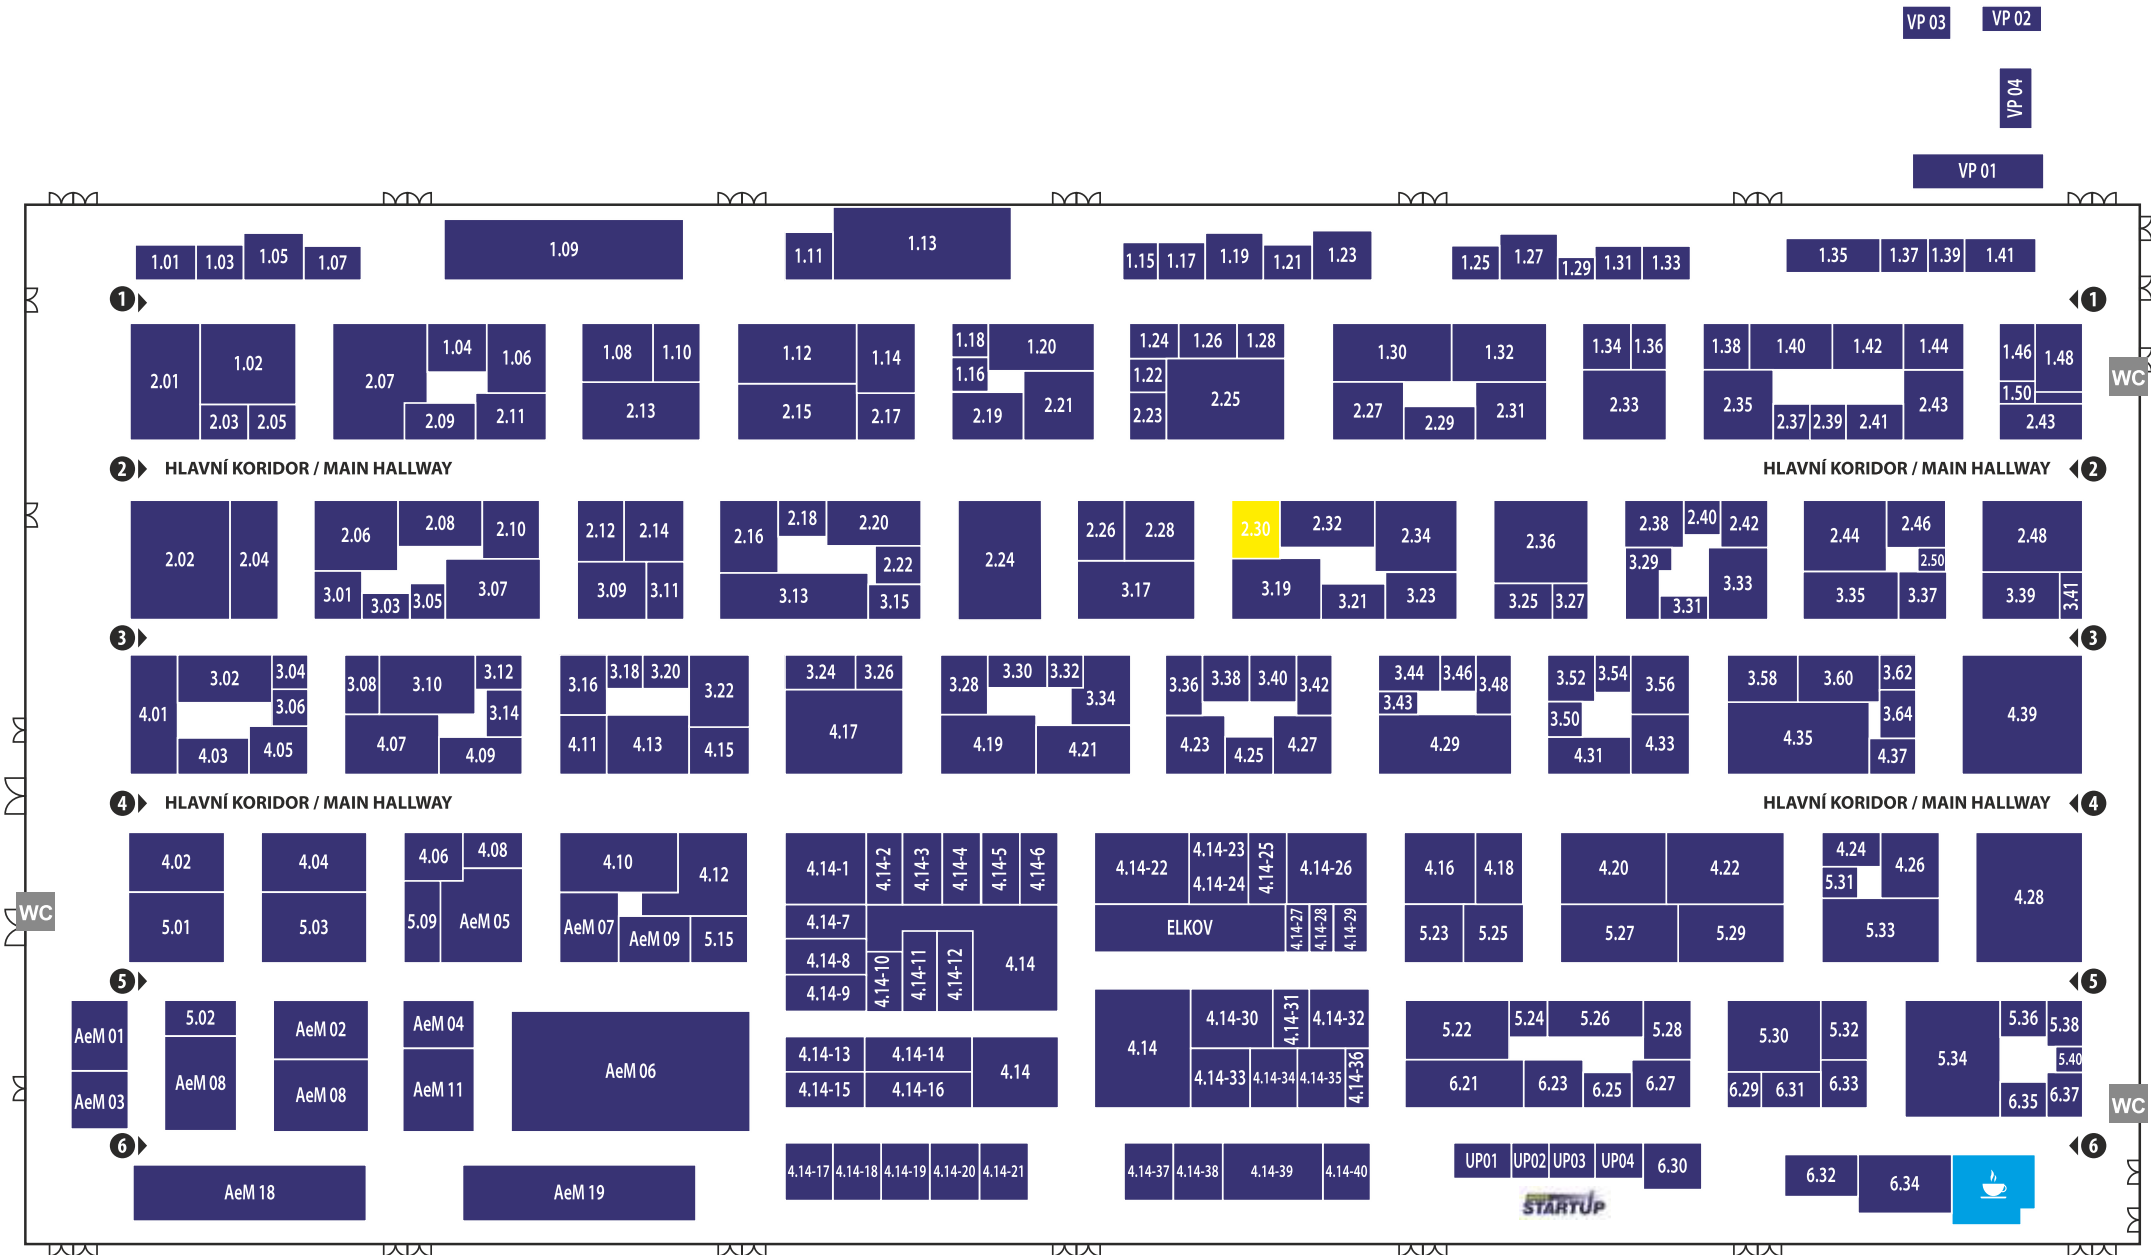 VP 03 VP 02
VP 04
VP 01
1.01 1.03 1.05 1.07 1.09 1.11 1.13 1.15 1.17 1.19 1.21 1.23 1.25 1.27 1.29 1.31 1.33 1.35 1.37 1.39 1.41
1 1
2.01 1.02 2.07 1.04 1.06 1.08 1.10 1.12 1.14 1.18 1.20 1.24 1.26 1.28 1.30 1.32 1.34 1.36 1.38 1.40 1.42 1.44 1.46 1.48
WC
1.16 1.22 1.50
2.03 2.05 2.09 2.11 2.13 2.15 2.17 2.19 2.21 2.23 2.25 2.27 2.29 2.31 2.33 2.35 2.37 2.39 2.41 2.43 2.43
2 HLAVNÍ KORIDOR / MAIN HALLWAY HLAVNÍ KORIDOR / MAIN HALLWAY 2
2.02 2.04 2.06 2.08 2.10 2.12 2.14 2.16 2.18 2.20 2.24 2.26 2.28 2.30 2.32 2.34 2.36 2.38 2.40 2.42 2.44 2.46 2.48
2.22 3.29 2.50
3.01 3.03 3.05 3.07 3.09 3.11 3.13 3.15 3.17 3.19 3.21 3.23 3.25 3.27 3.31 3.33 3.35 3.37 3.39 3.41
3 3
4.01 3.02 3.04 3.08 3.10 3.12 3.16 3.18 3.20 3.22 3.24 3.26 3.28 3.30 3.32 3.34 3.36 3.38 3.40 3.42 3.44 3.46 3.48 3.52 3.54 3.56 3.58 3.60 3.62 4.39
3.06 3.14 3.43 3.50 3.64
4.03 4.05 4.07 4.09 4.11 4.13 4.15 4.17 4.19 4.21 4.23 4.25 4.27 4.29 4.31 4.33 4.35 4.37
4 HLAVNÍ KORIDOR / MAIN HALLWAY HLAVNÍ KORIDOR / MAIN HALLWAY 4
4.02 4.04 4.06 4.08 4.10 4.12 4.14-1 4.14-2 4.14-3 4.14-4 4.14-5 4.14-6 4.14-22 4.14-23 4.14-24 4.14-25 4.14-26 4.16 4.18 4.20 4.22 4.24 4.26 4.28
5.31
WC
5.01 5.03 5.09 AeM 05 AeM 07 AeM 09 5.15 4.14-7 ELKOV 4.14-27 4.14-28 4.14-29 5.23 5.25 5.27 5.29 5.33
4.14-8 4.14-10 4.14-11 4.14-12 4.14
4.14-9
5 5
AeM 01 5.02 AeM 02 AeM 04 AeM 06 4.14 4.14-30 4.14-31 4.14-32 5.22 5.24 5.26 5.28 5.30 5.32 5.34 5.36 5.38
4.14-13 4.14-14 4.14 5.40
AeM 03 AeM 08 AeM 08 AeM 11 4.14-15 4.14-16 4.14-33 4.14-34 4.14-35 4.14-36 6.21 6.23 6.25 6.27 6.29 6.31 6.33 6.35 6.37
WC
6 6
AeM 18 AeM 19 4.14-17 4.14-18 4.14-19 4.14-20 4.14-21 4.14-37 4.14-38 4.14-39 4.14-40 UP01 UP02 UP03 UP04 6.30 6.32 6.34
STARTUP